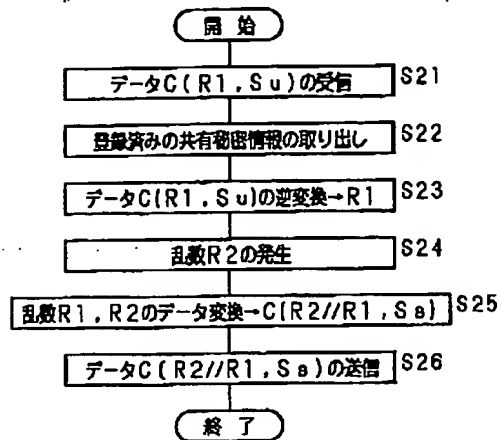 開始
データC(R1,Su)の受信 S21
登録済みの共有秘密情報の取り出し S22
データC(R1,Su)の逆変換→R1 S23
乱数R2の発生 S24
乱数R1,R2のデータ変換→C(R2//R1,Ss) S25
データC(R2//R1,Ss)の送信 S26
終了